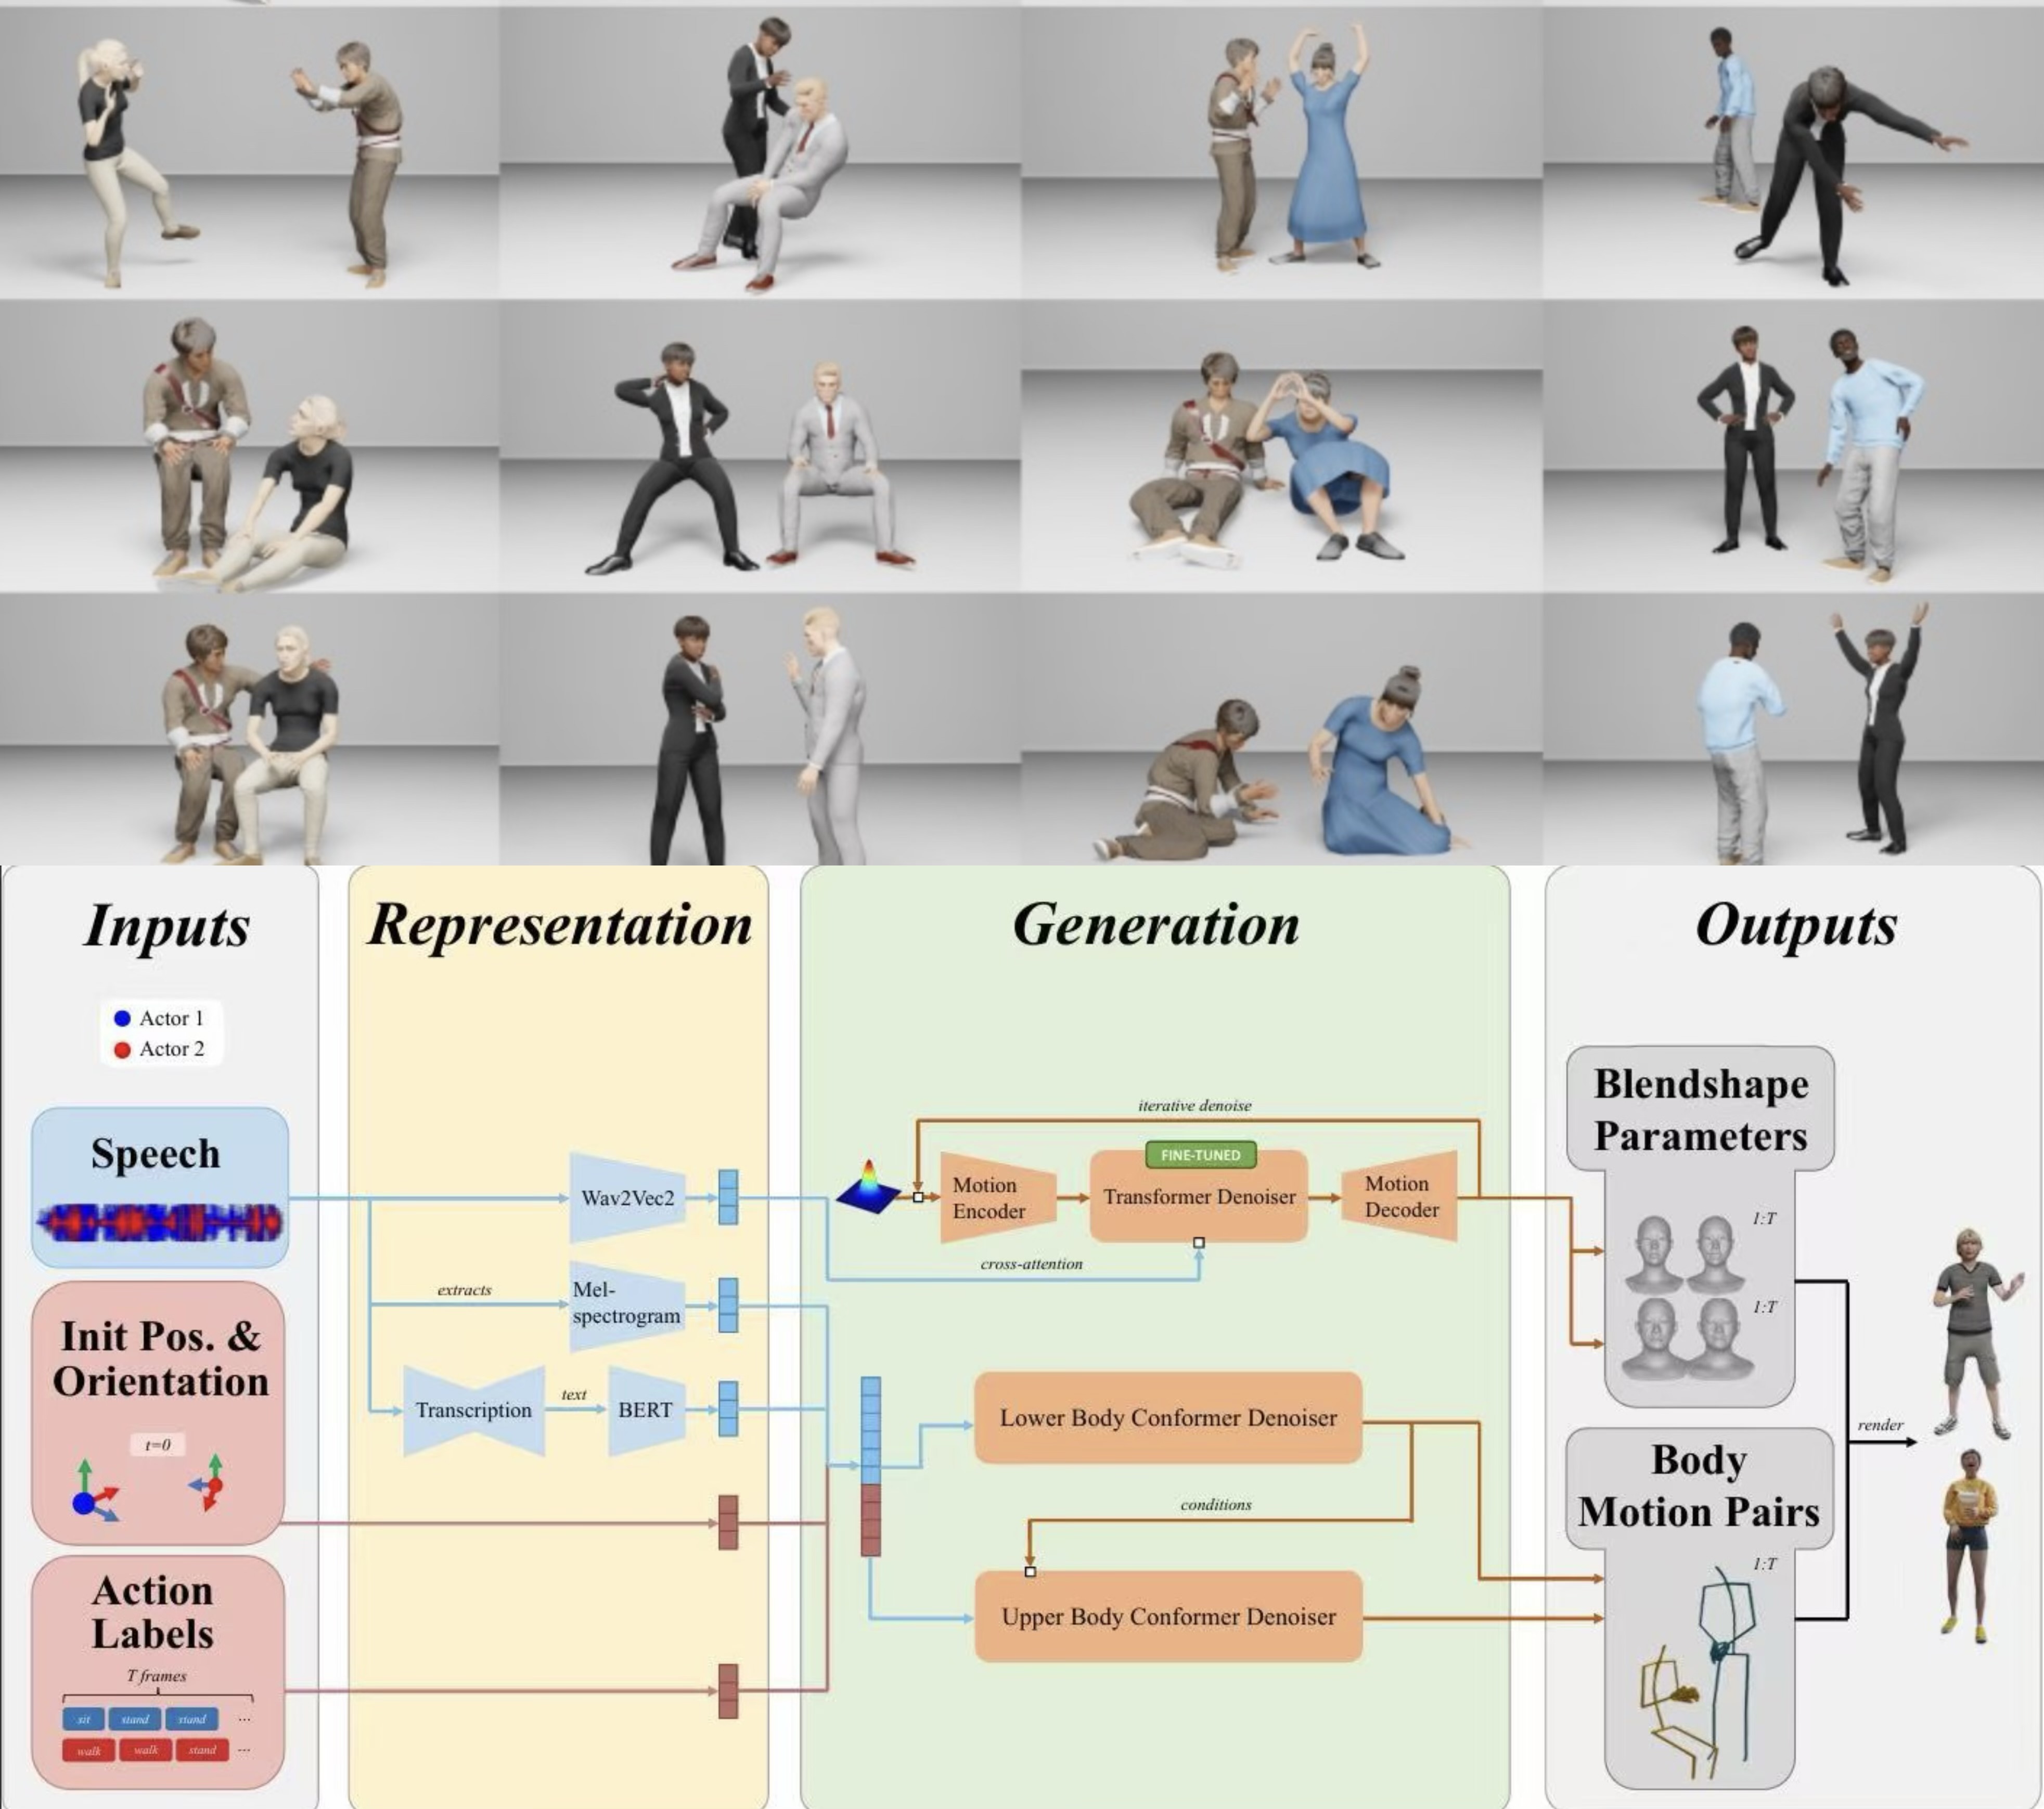 Inputs
Representation
Generation
Outputs
Actor 1
Actor 2
Speech
Init Pos. &
Orientation
t=0
Action
Labels
T frames
sit
stand
stand
...
walk
walk
stand
...
Wav2Vec2
extracts
Mel-
spectrogram
Transcription
text
BERT
iterative denoise
FINE-TUNED
Motion
Encoder
Transformer Denoiser
Motion
Decoder
cross-attention
Lower Body Conformer Denoiser
conditions
Upper Body Conformer Denoiser
Blendshape
Parameters
1:T
1:T
Body
Motion Pairs
1:T
render